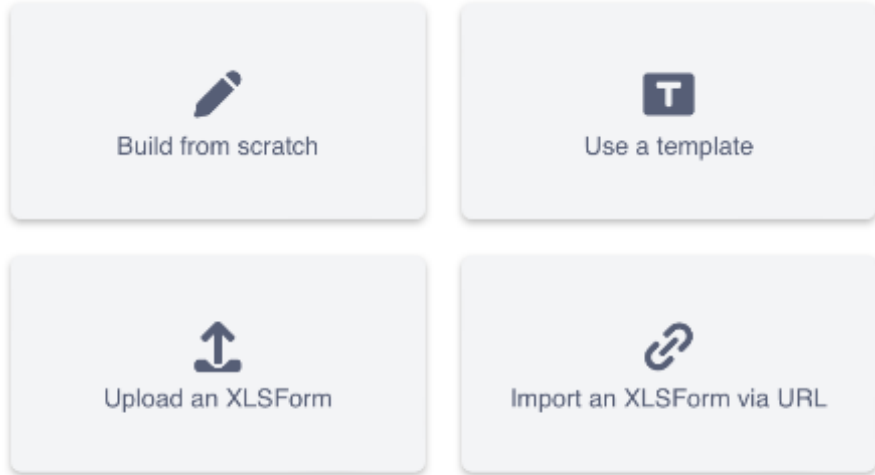 Build from scratch
Use a template
Upload an XLSForm
Import an XLSForm via URL